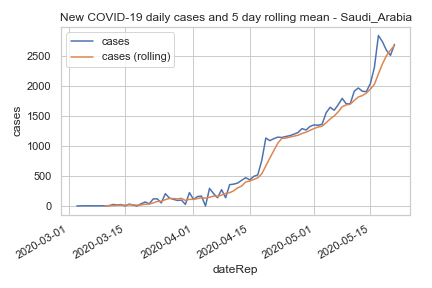 New COVID-19 daily cases and 5 day rolling mean - Saudi_Arabia
cases
cases (rolling)
2500
2000
1500
1000
500
0
cases
2020-03-01
2020-03-15
2020-04-01
2020-04-15
2020-05-01
2020-05-15
dateRep